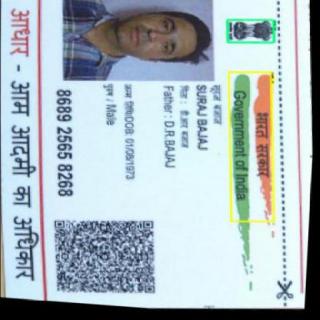 भारत सरकार
Government of India
सूरज बजाज
SURAJ BAJAJ
पिता : डी.आर बजाज
Father : D.R.BAJAJ
जन्म तिथि/DOB: 01/08/1973
पुरुष / Male
8689 2565 8268
आधार - आम आदमी का अधिकार